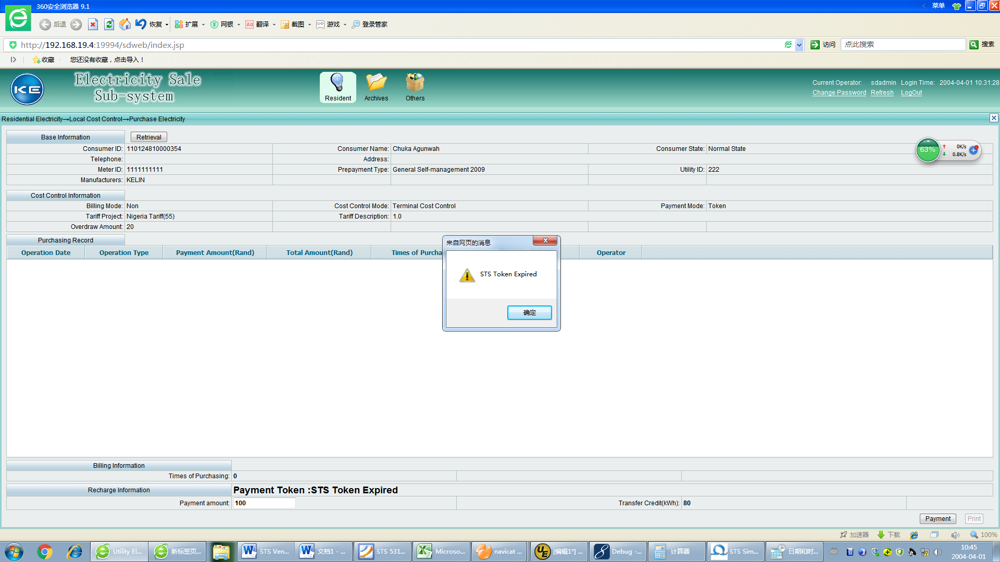 360安全浏览器 9.1
菜单
后退
恢复
扩展
网银
翻译
截图
游戏
登录管家
http://192.168.19.4:19994/sdweb/index.jsp
访问
点此搜索
搜索
收藏
您还没有收藏，点击导入！
KE
Electricity Sale
Sub-system
Resident
Archives
Others
Current Operator: sdadmin Login Time: 2004-04-01 10:31:28
Change Password Refresh LogOut
Residential Electricity→Local Cost Control→Purchase Electricity
Base Information
Retrieval
Consumer ID: 110124810000354
Consumer Name: Chuka Agunwah
Consumer State: Normal State
Telephone:
Address:
Meter ID: 1111111111
Prepayment Type: General Self-management 2009
Utility ID: 222
Manufacturers: KELIN
63%
0K/s
0.8K/s
Cost Control Information
Billing Mode: Non
Cost Control Mode: Terminal Cost Control
Payment Mode: Token
Tariff Project: Nigeria Tariff(55)
Tariff Description: 1.0
Overdraw Amount: 20
Purchasing Record
Operation Date
Operation Type
Payment Amount(Rand)
Total Amount(Rand)
Times of Purcha
Operator
来自网页的消息
STS Token Expired
确定
Billing Information
Times of Purchasing: 0
Recharge Information
Payment Token :STS Token Expired
Payment amount: 100
Transfer Credit(kWh): 80
Payment
Print
加速器
下载
100%
Utility El...
新标签页...
STS Ven...
文档1 - ...
STS 531...
Microso...
navicat ...
[编辑1*] ...
Debug -...
计算器
STS Sim...
日期和时...
10:45
2004-04-01